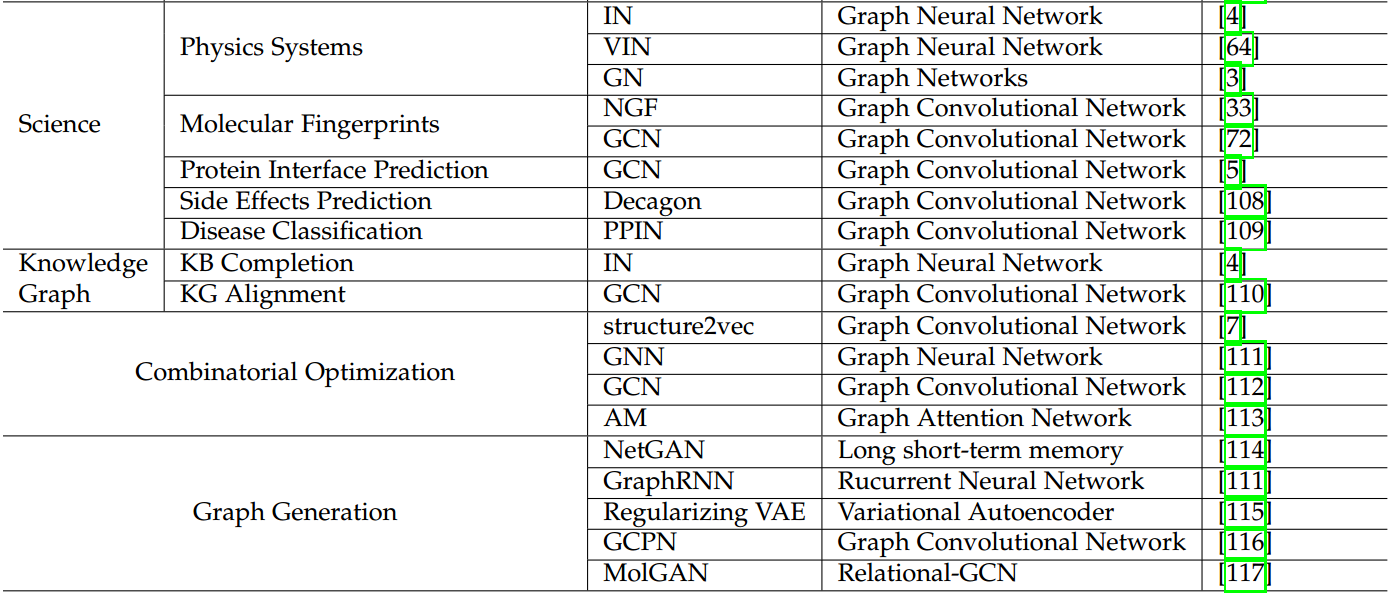 IN Graph Neural Network [4]
Physics Systems VIN Graph Neural Network [64]
GN Graph Networks [3]
NGF Graph Convolutional Network [33]
Science Molecular Fingerprints
GCN Graph Convolutional Network [72]
Protein Interface Prediction GCN Graph Convolutional Network [5]
Side Effects Prediction Decagon Graph Convolutional Network [108]
Disease Classification PPIN Graph Convolutional Network [109]
Knowledge KB Completion IN Graph Neural Network [4]
Graph KG Alignment GCN Graph Convolutional Network [110]
structure2vec Graph Convolutional Network [7]
GNN Graph Neural Network [111]
Combinatorial Optimization
GCN Graph Convolutional Network [112]
AM Graph Attention Network [113]
NetGAN Long short-term memory [114]
GraphRNN Rucurrent Neural Network [111]
Graph Generation Regularizing VAE Variational Autoencoder [115]
GCPN Graph Convolutional Network [116]
MolGAN Relational-GCN [117]